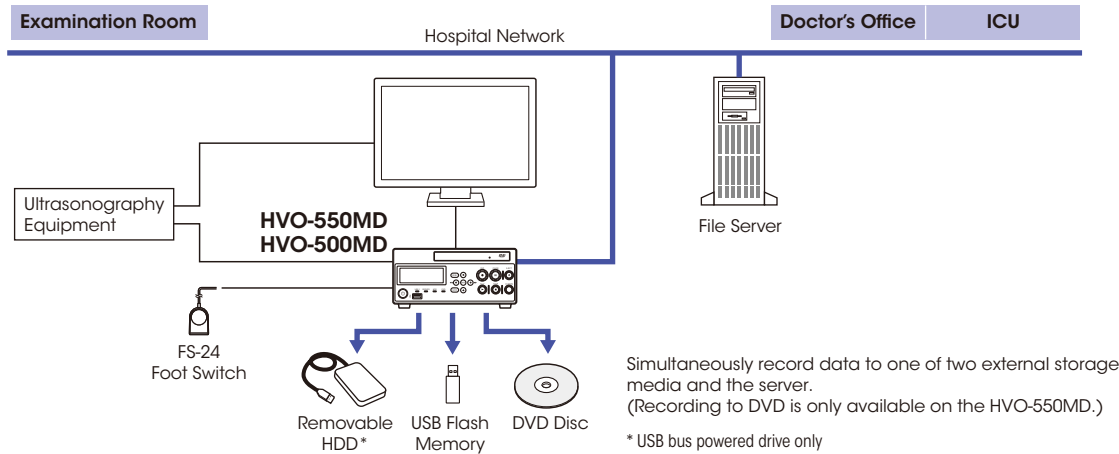 Examination Room
Hospital Network
Doctor's Office
ICU
Ultrasonography
Equipment
HVO-550MD
HVO-500MD
File Server
FS-24
Foot Switch
Removable
HDD*
USB Flash
Memory
DVD Disc
Simultaneously record data to one of two external storage
media and the server.
(Recording to DVD is only available on the HVO-550MD.)
* USB bus powered drive only